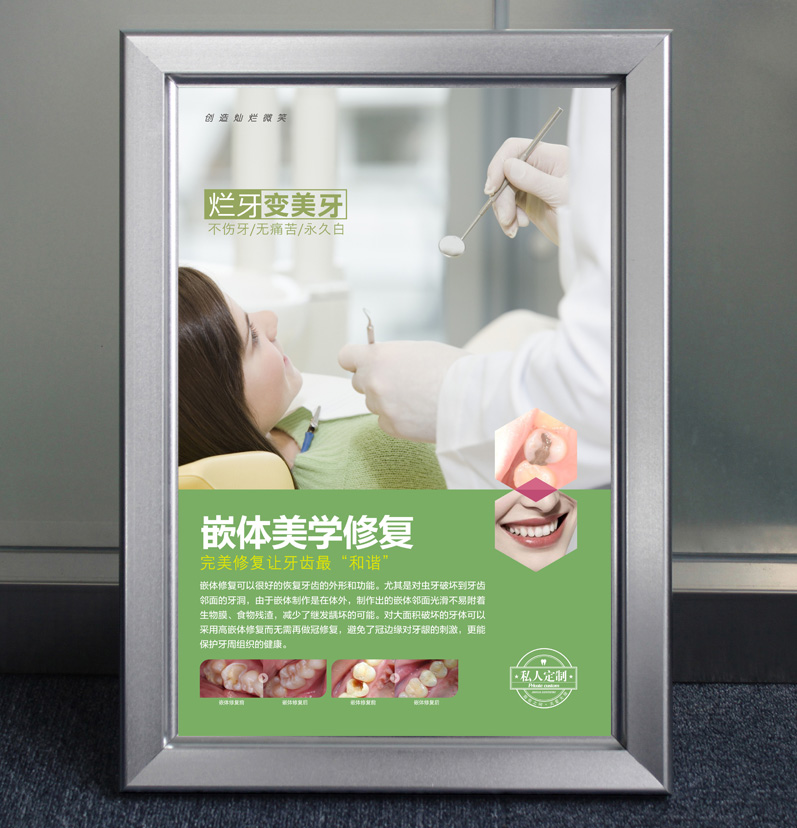 创造灿烂微笑
烂牙变美牙
不伤牙/无痛苦/永久白
嵌体美学修复
完美修复让牙齿最“和谐”
嵌体修复可以很好的恢复牙齿的外形和功能。尤其是对虫牙破坏到牙齿
邻面的牙洞，由于嵌体制作是在体外，制作出的嵌体邻面光滑不易附着
生物膜、食物残渣，减少了继发龋坏的可能。对大面积破坏的牙体可以
采用高嵌体修复而无需再做冠修复，避免了冠边缘对牙龈的刺激，更能
保护牙周组织的健康。
嵌体修复前 嵌体修复后 嵌体修复前 嵌体修复后
私人定制
Private custom